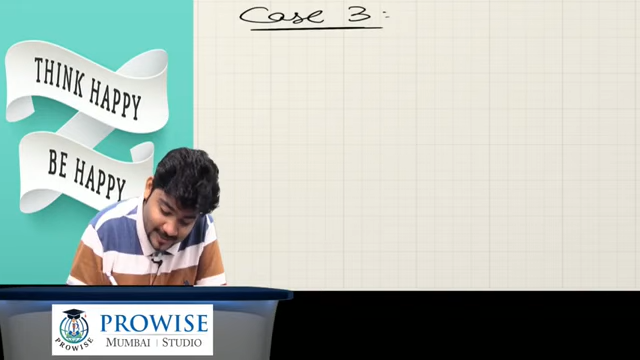 Case 3:
THINK HAPPY
BE HAPPY
PROWISE
PROWISE
MUMBAI | STUDIO